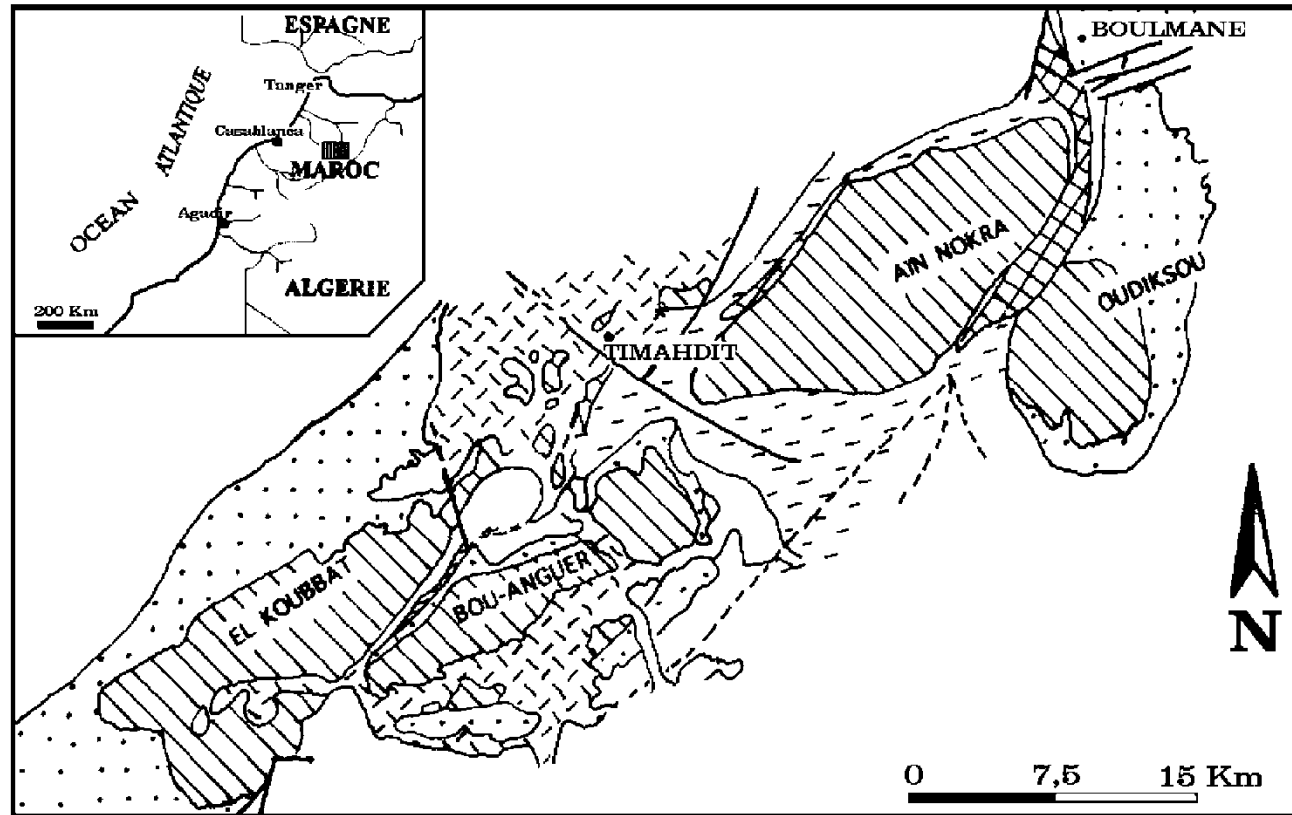 ESPAGNE
Tanger
OCEAN ATLANTIQUE
Casablanca
MAROC
Agadir
ALGERIE
200 Km
BOULMANE
AIN NOKRA
OUDIKSOU
TIMAHDIT
EL KOUBBAT
BOU-ANGUER
N
0 7,5 15 Km